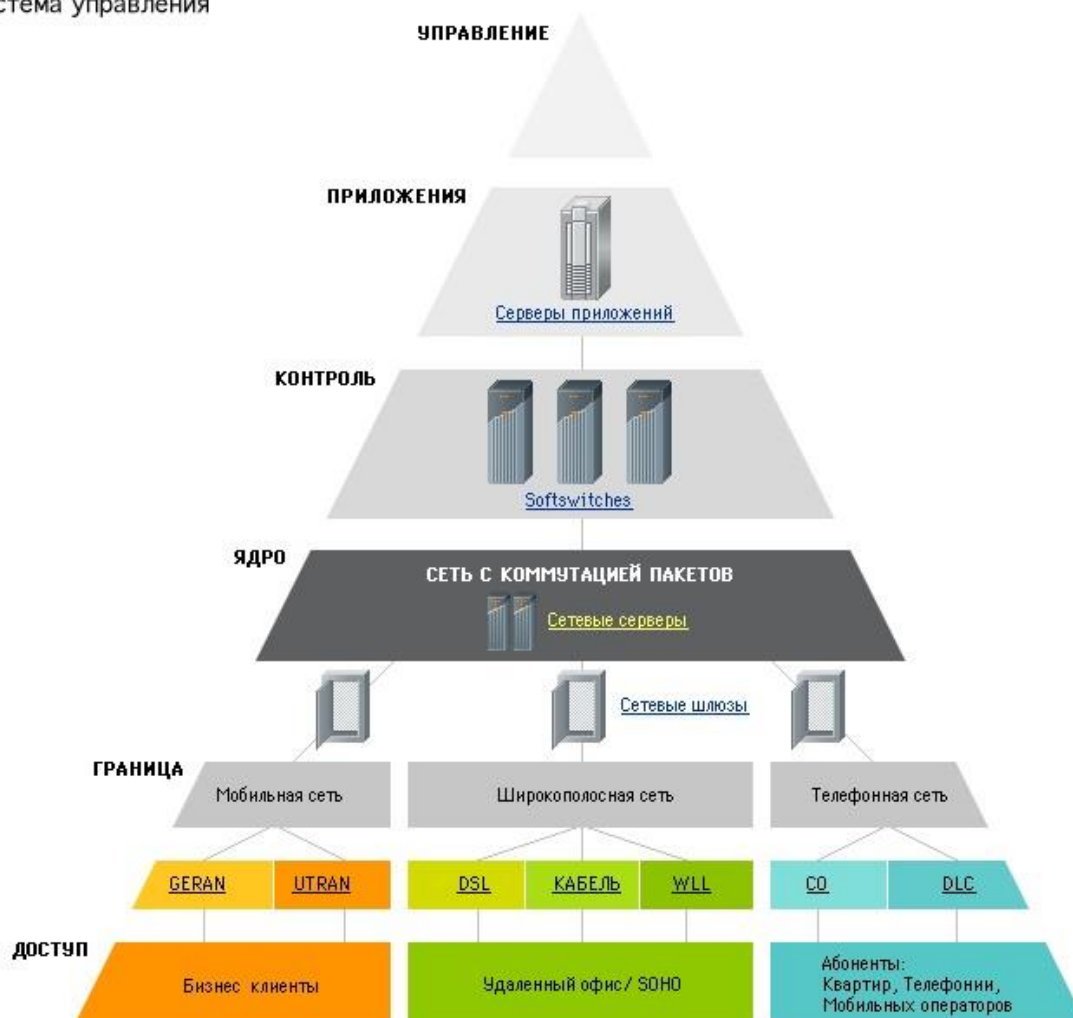 стема управления
УПРАВЛЕНИЕ
ПРИЛОЖЕНИЯ
Серверы приложений
КОНТРОЛЬ
Softswitches
ЯДРО
СЕТЬ С КОММУТАЦИЕЙ ПАКЕТОВ
Сетевые серверы
Сетевые шлюзы
ГРАНИЦА
Мобильная сеть
Широкополосная сеть
Телефонная сеть
GERAN
UTRAN
DSL
КАБЕЛЬ
WLL
CO
DLC
ДОСТУП
Бизнес клиенты
Удаленный офис/ SOHO
Абоненты:
Квартир, Телефонии,
Мобильных операторов